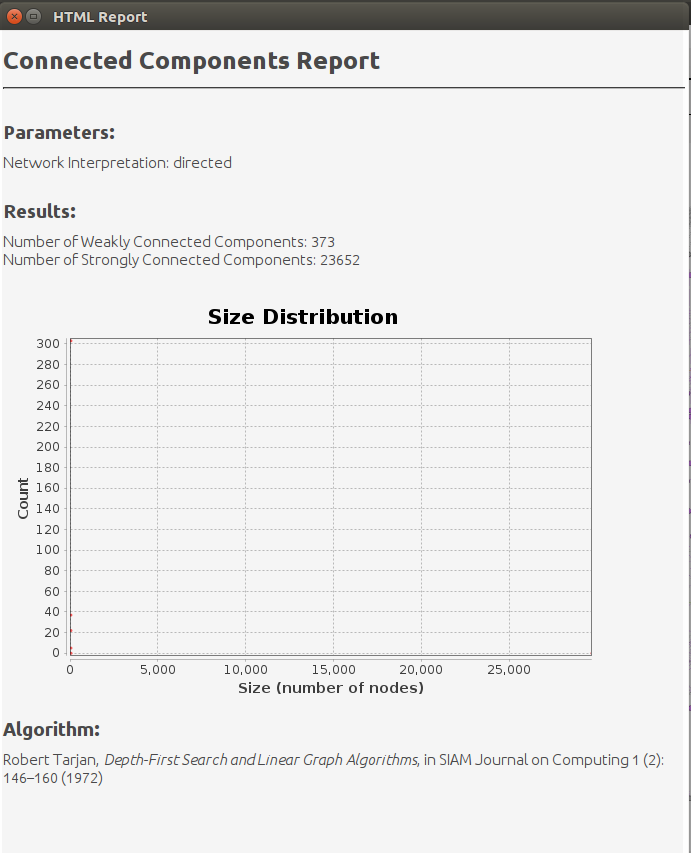 HTML Report
Connected Components Report
Parameters:
Network Interpretation: directed
Results:
Number of Weakly Connected Components: 373
Number of Strongly Connected Components: 23652
Size Distribution
300
280
260
240
220
200
180
160
140
120
100
80
60
40
20
0
Count
0 5,000 10,000 15,000 20,000 25,000
Size (number of nodes)
Algorithm:
Robert Tarjan, Depth-First Search and Linear Graph Algorithms, in SIAM Journal on Computing 1 (2):
146–160 (1972)